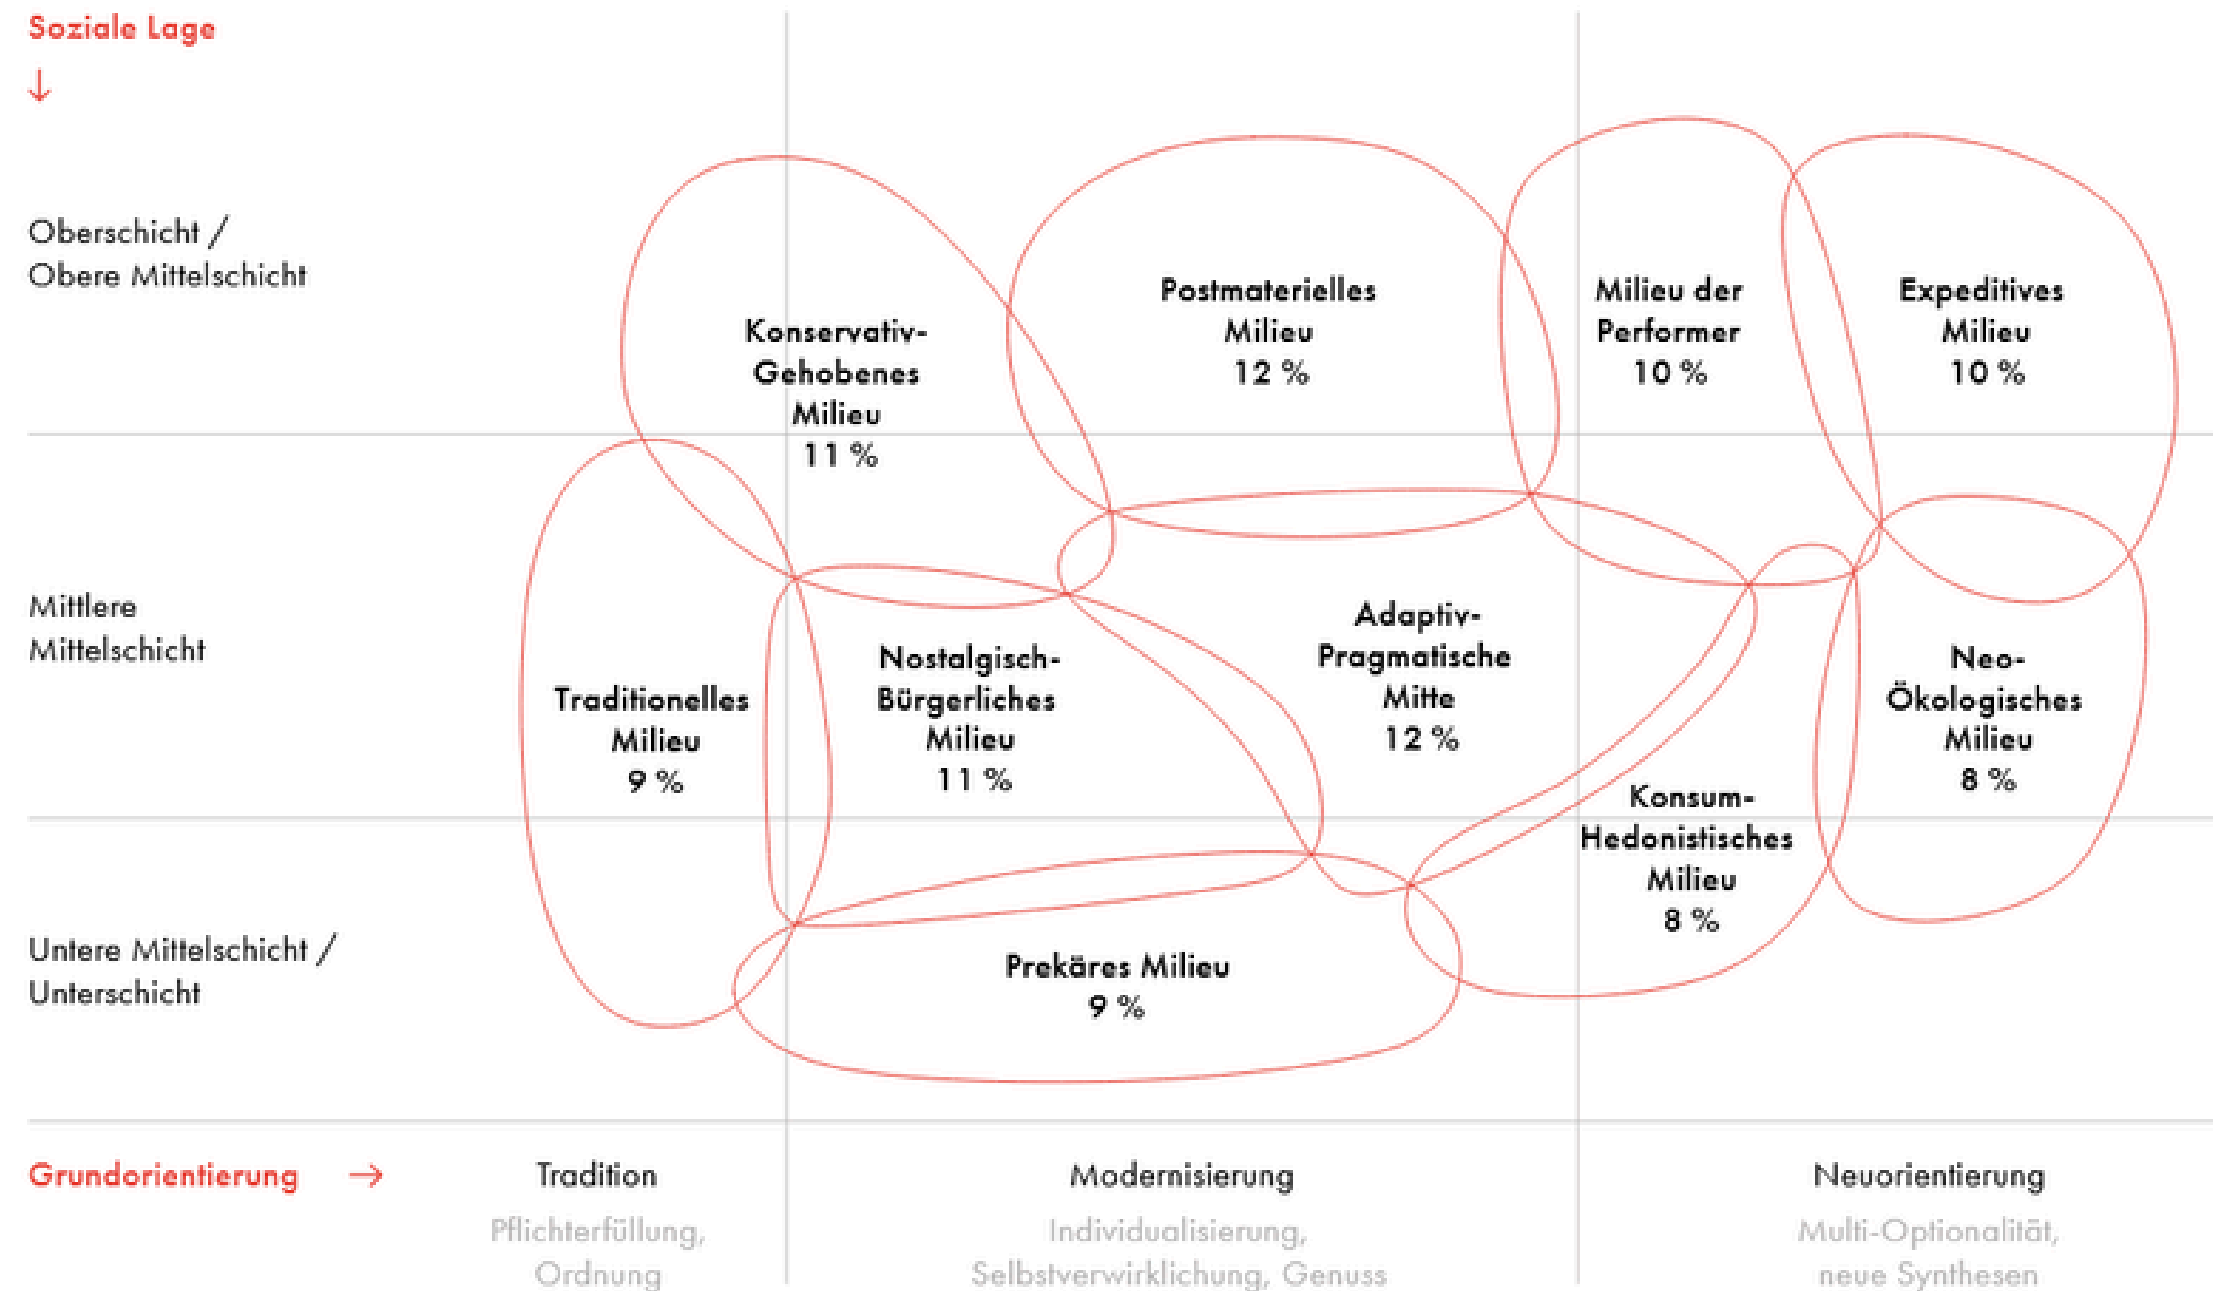 Soziale Lage
↓
Oberschicht /
Obere Mittelschicht
Konservativ-
Gehobenes
Milieu
11 %
Postmaterielles
Milieu
12 %
Milieu der
Performer
10 %
Expeditives
Milieu
10 %
Mittlere
Mittelschicht
Traditionelles
Milieu
9 %
Nostalgisch-
Bürgerliches
Milieu
11 %
Adaptiv-
Pragmatische
Mitte
12 %
Konsum-
Hedonistisches
Milieu
8 %
Neo-
Ökologisches
Milieu
8 %
Untere Mittelschicht /
Unterschicht
Prekäres Milieu
9 %
Grundorientierung →
Tradition
Pflichterfüllung,
Ordnung
Modernisierung
Individualisierung,
Selbstverwirklichung, Genuss
Neuorientierung
Multi-Optionalität,
neue Synthesen